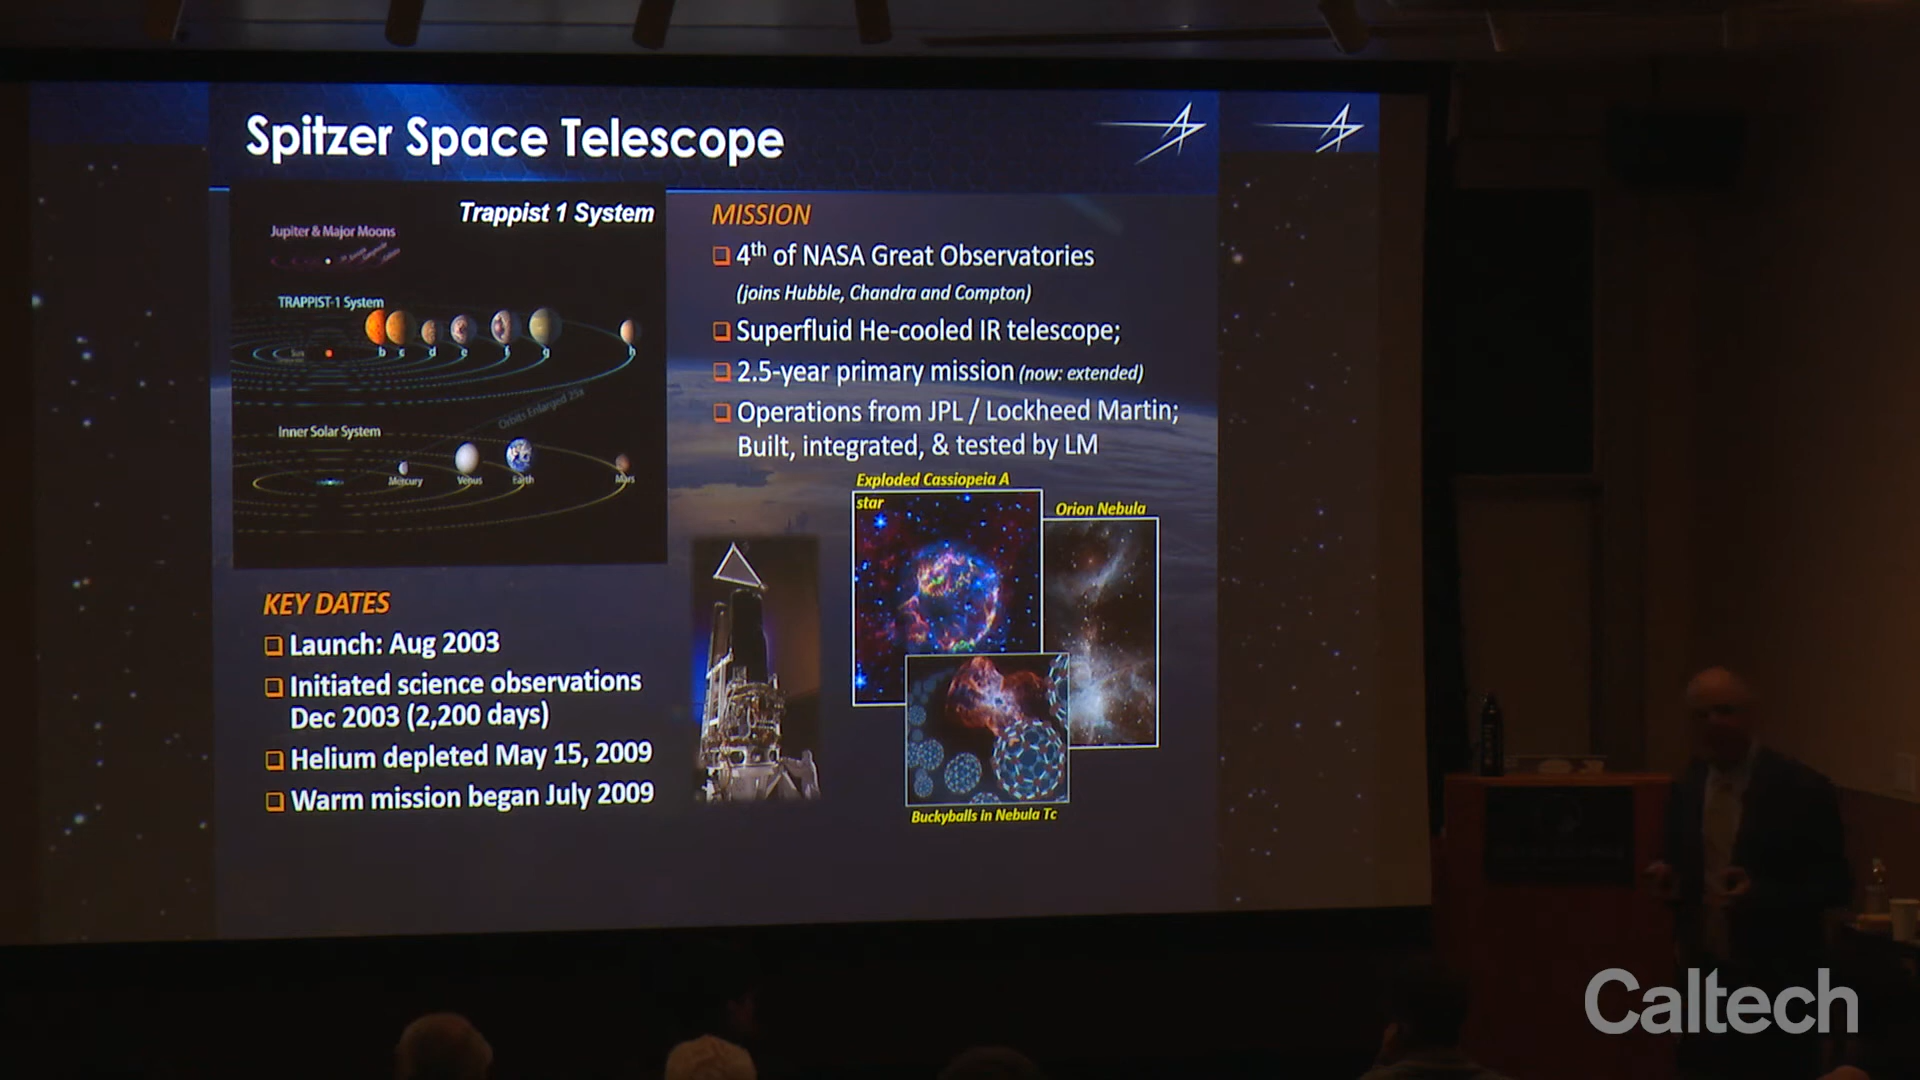 Spitzer Space Telescope
Trappist 1 System
Jupiter & Major Moons
TRAPPIST-1 System
b c d e f g h
Orbits Enlarged 25x
Inner Solar System
Mercury Venus Earth Mars
KEY DATES
Launch: Aug 2003
Initiated science observations
Dec 2003 (2,200 days)
Helium depleted May 15, 2009
Warm mission began July 2009
MISSION
4th of NASA Great Observatories
(joins Hubble, Chandra and Compton)
Superfluid He-cooled IR telescope;
2.5-year primary mission (now: extended)
Operations from JPL / Lockheed Martin;
Built, integrated, & tested by LM
Exploded Cassiopeia A
star
Orion Nebula
Buckyballs in Nebula Tc
Caltech